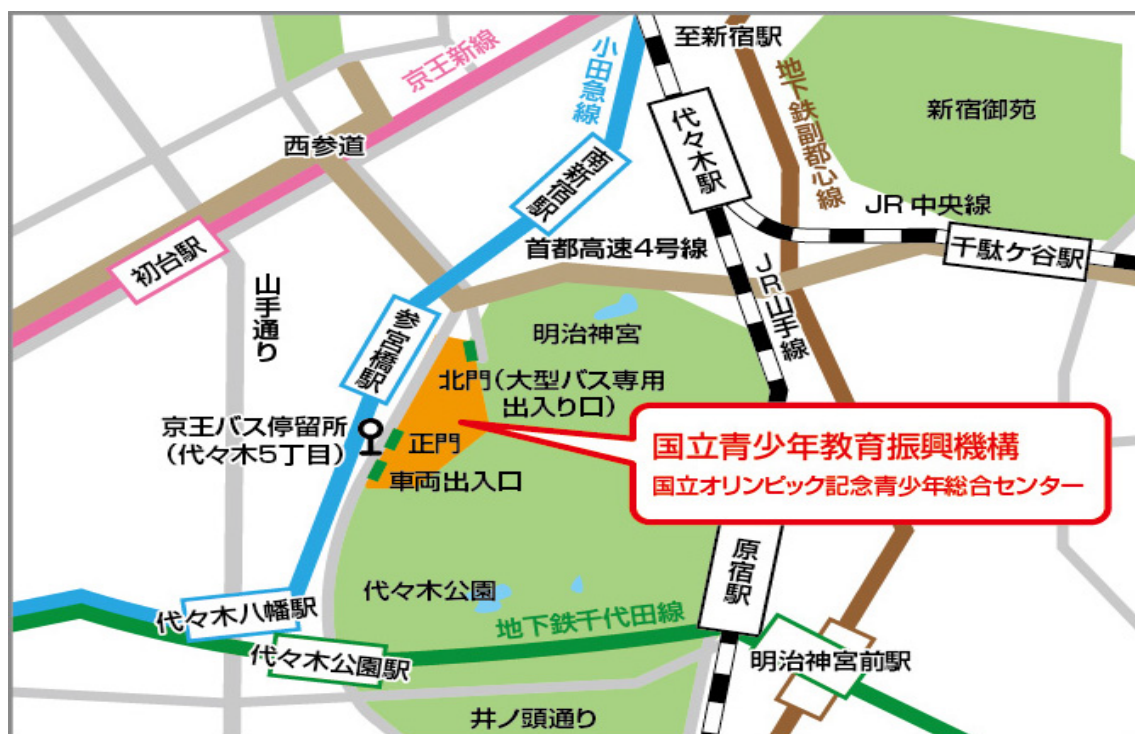 至新宿駅
京王新線
小田急線
地下鉄副都心線
新宿御苑
代々木駅
西参道
南新宿駅
JR中央線
千駄ケ谷駅
首都高速4号線
初台駅
山手通り
JR山手線
明治神宮
参宮橋駅
北門(大型バス専用
出入り口)
京王バス停留所
(代々木5丁目)
正門
車両出入口
国立青少年教育振興機構
国立オリンピック記念青少年総合センター
原宿駅
代々木公園
代々木八幡駅
地下鉄千代田線
代々木公園駅
明治神宮前駅
井ノ頭通り